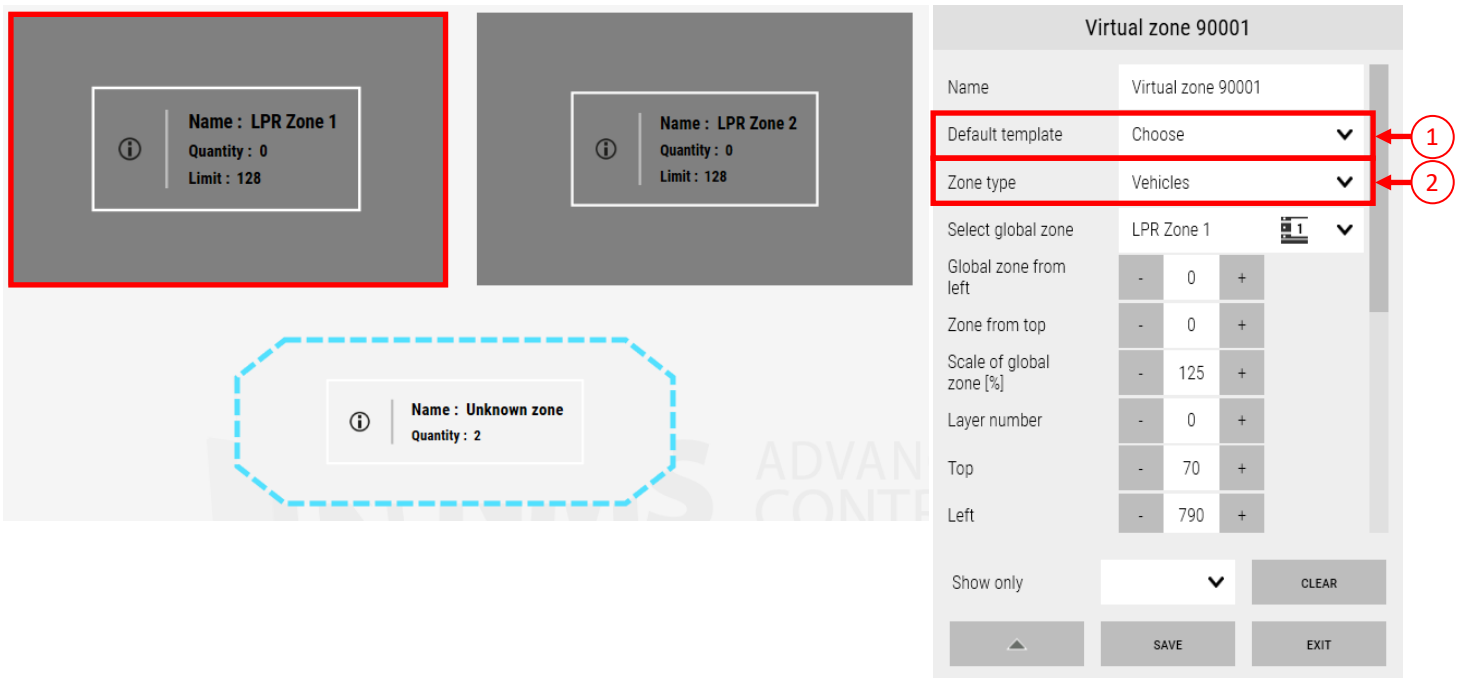 Name : LPR Zone 1
Quantity : 0
Limit : 128
Name : LPR Zone 2
Quantity : 0
Limit : 128
Name : Unknown zone
Quantity : 2
ADVAN
CONTR
Virtual zone 90001
Name Virtual zone 90001
Default template Choose
1
Zone type Vehicles
2
Select global zone LPR Zone 1 1
Global zone from
left - 0 +
Zone from top - 0 +
Scale of global
zone [%] - 125 +
Layer number - 0 +
Top - 70 +
Left - 790 +
Show only CLEAR
SAVE EXIT